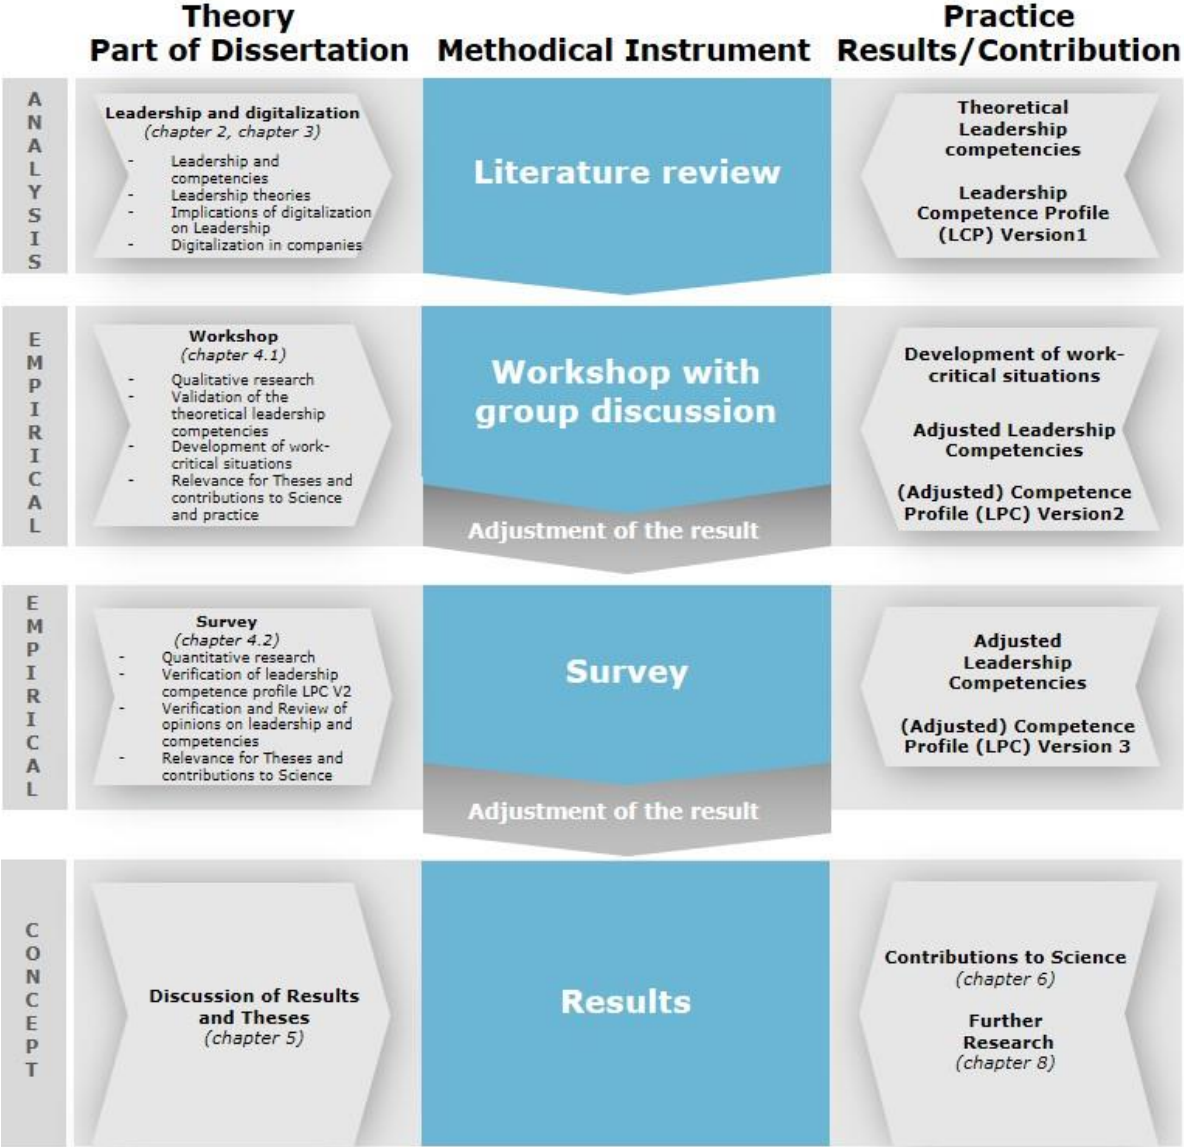 Theory
Part of Dissertation
Methodical Instrument
Practice
Results/Contribution
ANALYSIS
Leadership and digitalization
(chapter 2, chapter 3)
- Leadership and
competencies
- Leadership theories
- Implications of digitalization
on Leadership
- Digitalization in companies
Literature review
Theoretical
Leadership
competencies
Leadership
Competence Profile
(LCP) Version1
EMPIRICAL
Workshop
(chapter 4.1)
- Qualitative research
- Validation of the
theoretical leadership
competencies
- Development of work-
critical situations
- Relevance for Theses and
contributions to Science
and practice
Workshop with
group discussion
Adjustment of the result
Development of work-
critical situations
Adjusted Leadership
Competencies
(Adjusted) Competence
Profile (LPC) Version2
EMPIRICAL
Survey
(chapter 4.2)
- Quantitative research
- Verification of leadership
competence profile LPC V2
- Verification and Review of
opinions on leadership and
competencies
- Relevance for Theses and
contributions to Science
Survey
Adjustment of the result
Adjusted
Leadership
Competencies
(Adjusted) Competence
Profile (LPC) Version 3
CONCEPT
Discussion of Results
and Theses
(chapter 5)
Results
Contributions to Science
(chapter 6)
Further
Research
(chapter 8)